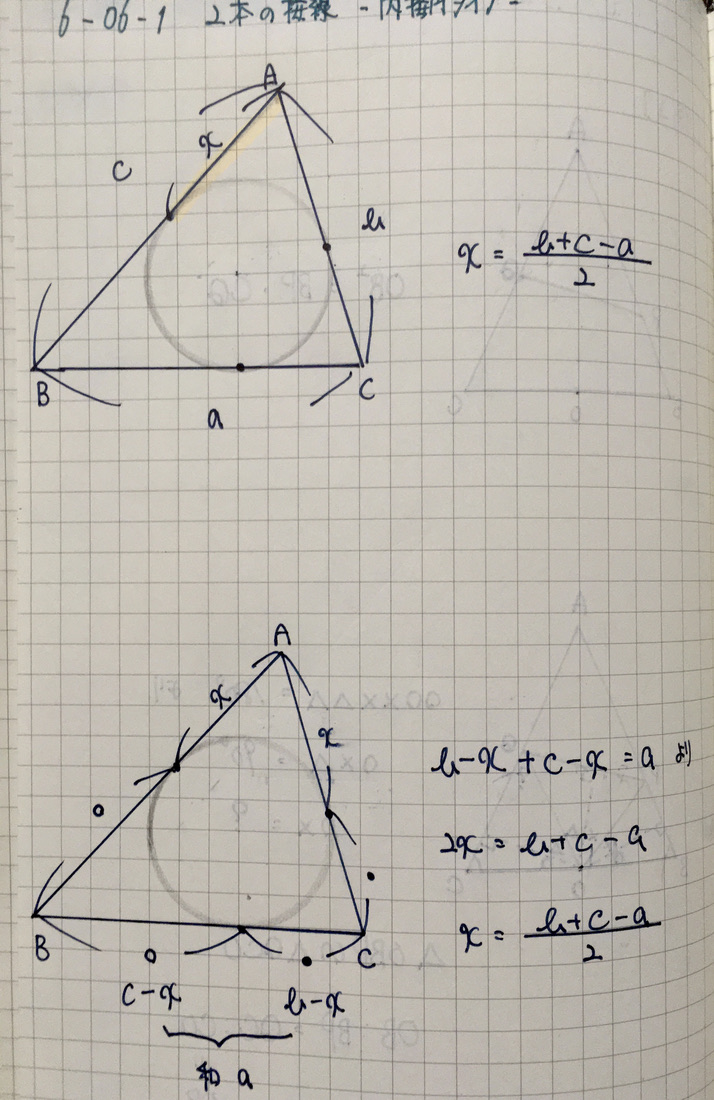 6-06-1 2本の接線 -内接円タイプ-
A
x
c
b
x = \frac{b+c-a}{2}
B
C
a
A
x
x
b-x+c-x=a より
○
2x=b+c-a
・
x = \frac{b+c-a}{2}
B
○
・
C
c-x
b-x
和 a